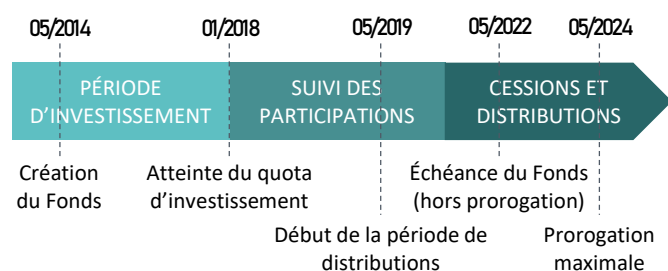 05/2014
01/2018
05/2019
05/2022
05/2024
PÉRIODE
D'INVESTISSEMENT
SUIVI DES
PARTICIPATIONS
CESSIONS ET
DISTRIBUTIONS
Création
du Fonds
Atteinte du quota
d'investissement
Échéance du Fonds
(hors prorogation)
Début de la période de
distributions
Prorogation
maximale